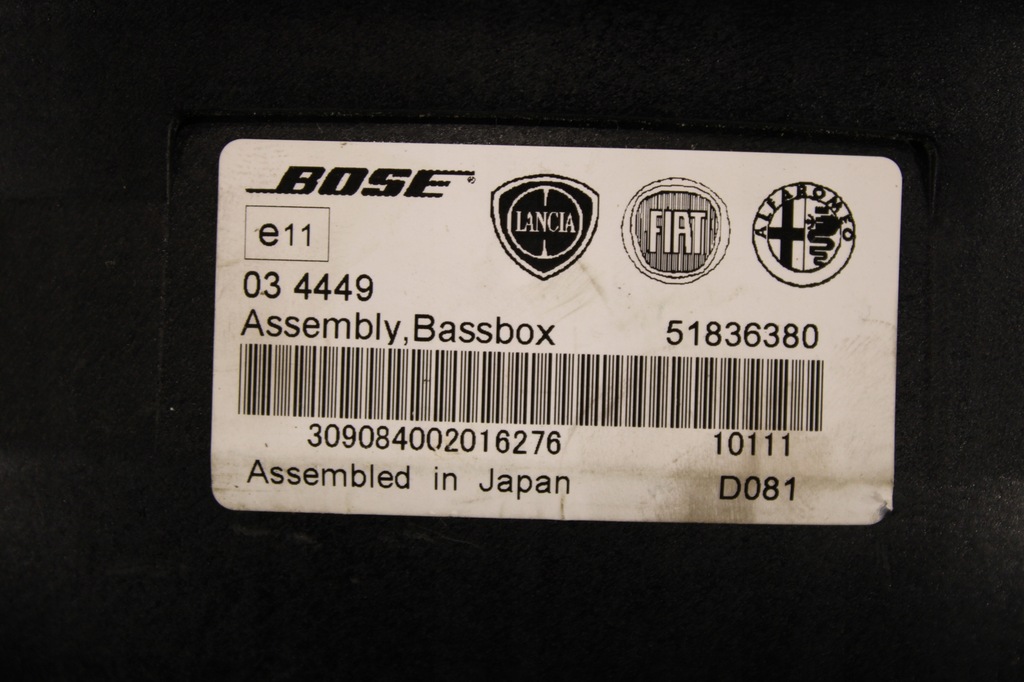 BOSE
LANCIA
FIAT
ALFA ROMEO
e11
03 4449
Assembly,Bassbox 51836380
309084002016276 10111
Assembled in Japan D081